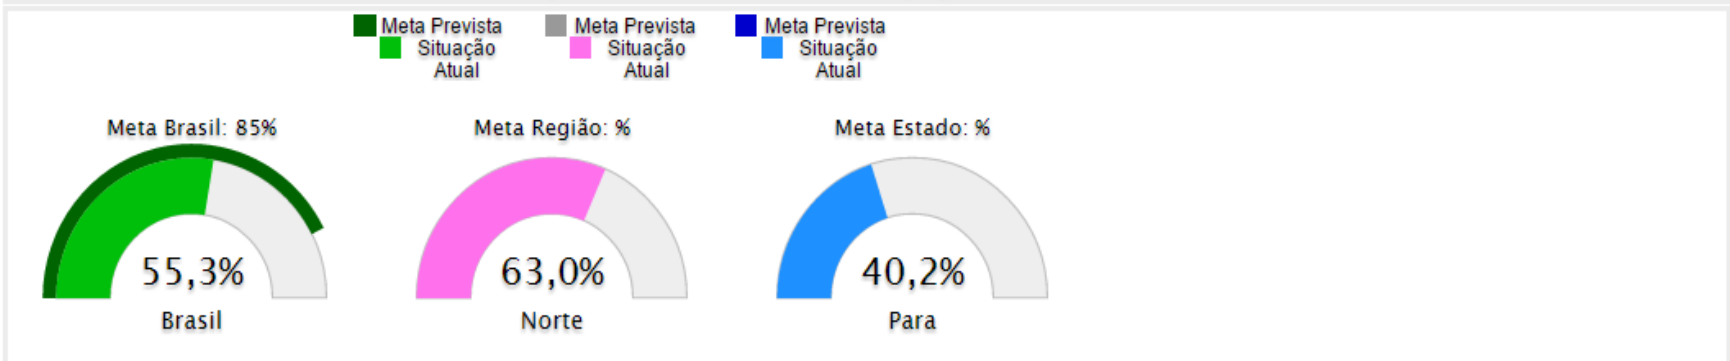 Meta Prevista
Situação
Atual
Meta Prevista
Situação
Atual
Meta Prevista
Situação
Atual
Meta Brasil: 85%
55,3%
Brasil
Meta Região: %
63,0%
Norte
Meta Estado: %
40,2%
Para